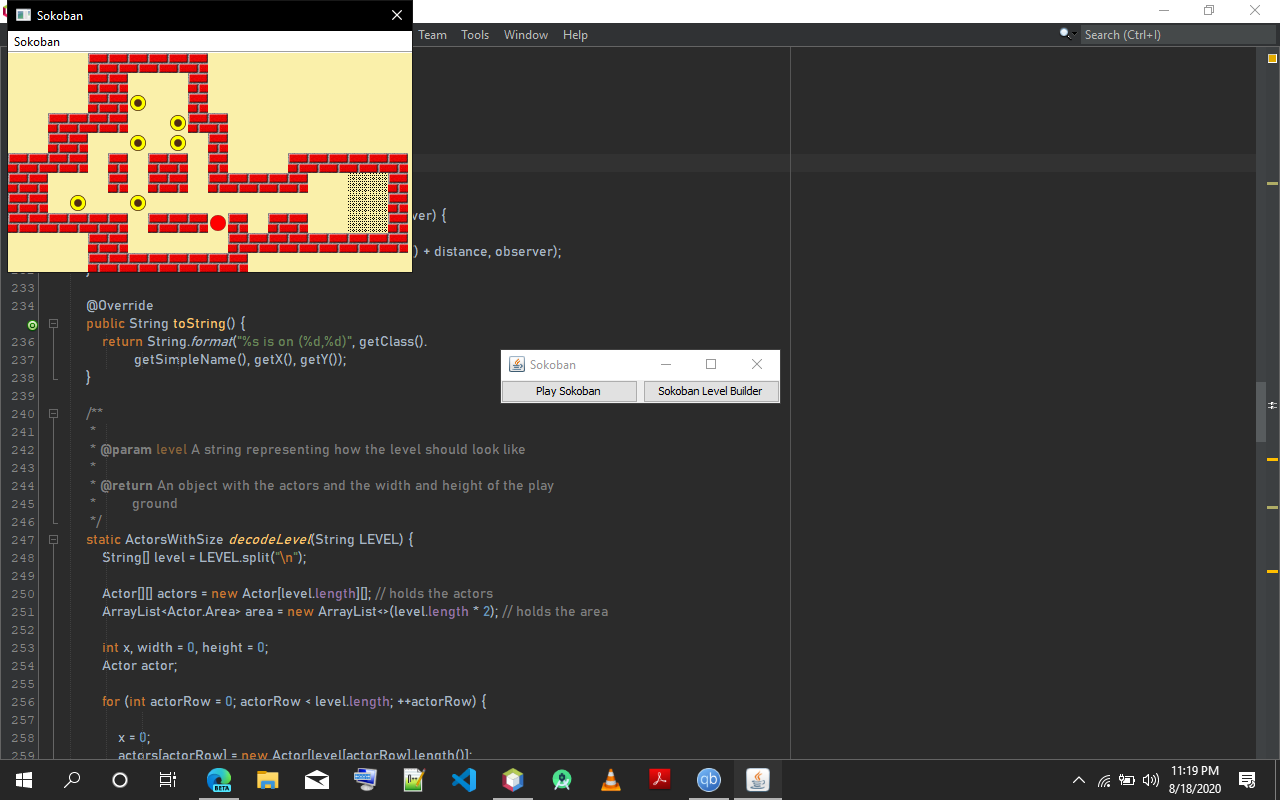 Sokoban
Sokoban
Team Tools Window Help
Search (Ctrl+I)
ver) {
) + distance, observer);
233
234 @Override
public String toString() {
236 return String.format("%s is on (%d,%d)", getClass().
237 getSimpleName(), getX(), getY());
238 }
239
240 /**
241 *
242 * @param level A string representing how the level should look like
243 *
244 * @return An object with the actors and the width and height of the play
245 * ground
246 */
247 static ActorsWithSize decodeLevel(String LEVEL) {
248 String[] level = LEVEL.split("\n");
249
250 Actor[][] actors = new Actor[level.length][]; // holds the actors
251 ArrayList<Actor.Area> area = new ArrayList<>(level.length * 2); // holds the area
252
253 int x, width = 0, height = 0;
254 Actor actor;
255
256 for (int actorRow = 0; actorRow < level.length; ++actorRow) {
257
258 x = 0;
259 actors[actorRow] = new Actor[level[actorRow].length()];
Sokoban
Play Sokoban Sokoban Level Builder
BETA
qb
11:19 PM
8/18/2020